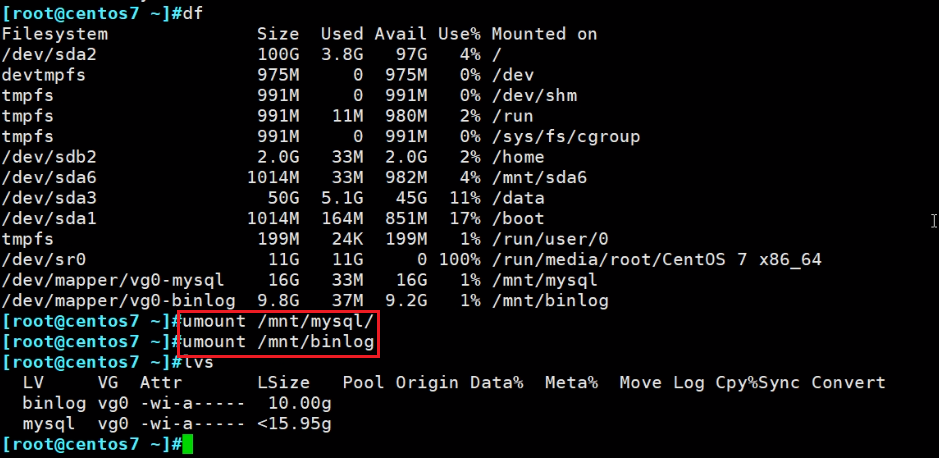 [root@centos7 ~]#df
Filesystem Size Used Avail Use% Mounted on
/dev/sda2 100G 3.8G 97G 4% /
devtmpfs 975M 0 975M 0% /dev
tmpfs 991M 0 991M 0% /dev/shm
tmpfs 991M 11M 980M 2% /run
tmpfs 991M 0 991M 0% /sys/fs/cgroup
/dev/sdb2 2.0G 33M 2.0G 2% /home
/dev/sda6 1014M 33M 982M 4% /mnt/sda6
/dev/sda3 50G 5.1G 45G 11% /data
/dev/sda1 1014M 164M 851M 17% /boot
tmpfs 199M 24K 199M 1% /run/user/0
/dev/sr0 11G 11G 0 100% /run/media/root/CentOS 7 x86_64
/dev/mapper/vg0-mysql 16G 33M 16G 1% /mnt/mysql
/dev/mapper/vg0-binlog 9.8G 37M 9.2G 1% /mnt/binlog
[root@centos7 ~]#umount /mnt/mysql/
[root@centos7 ~]#umount /mnt/binlog
[root@centos7 ~]#lvs
LV VG Attr LSize Pool Origin Data% Meta% Move Log Cpy%Sync Convert
binlog vg0 -wi-a----- 10.00g
mysql vg0 -wi-a----- <15.95g
[root@centos7 ~]#